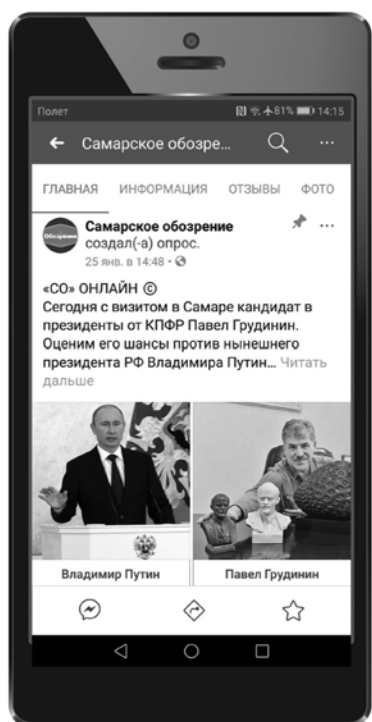 Полет 81% 14:15
Самарское обозре...
ГЛАВНАЯ ИНФОРМАЦИЯ ОТЗЫВЫ ФОТО
Обозрение
Самарское обозрение
создал(-а) опрос.
25 янв. в 14:48 •
«СО» ОНЛАЙН ©
Сегодня с визитом в Самаре кандидат в
президенты от КПФР Павел Грудинин.
Оценим его шансы против нынешнего
президента РФ Владимира Путин... Читать
дальше
Владимир Путин Павел Грудинин